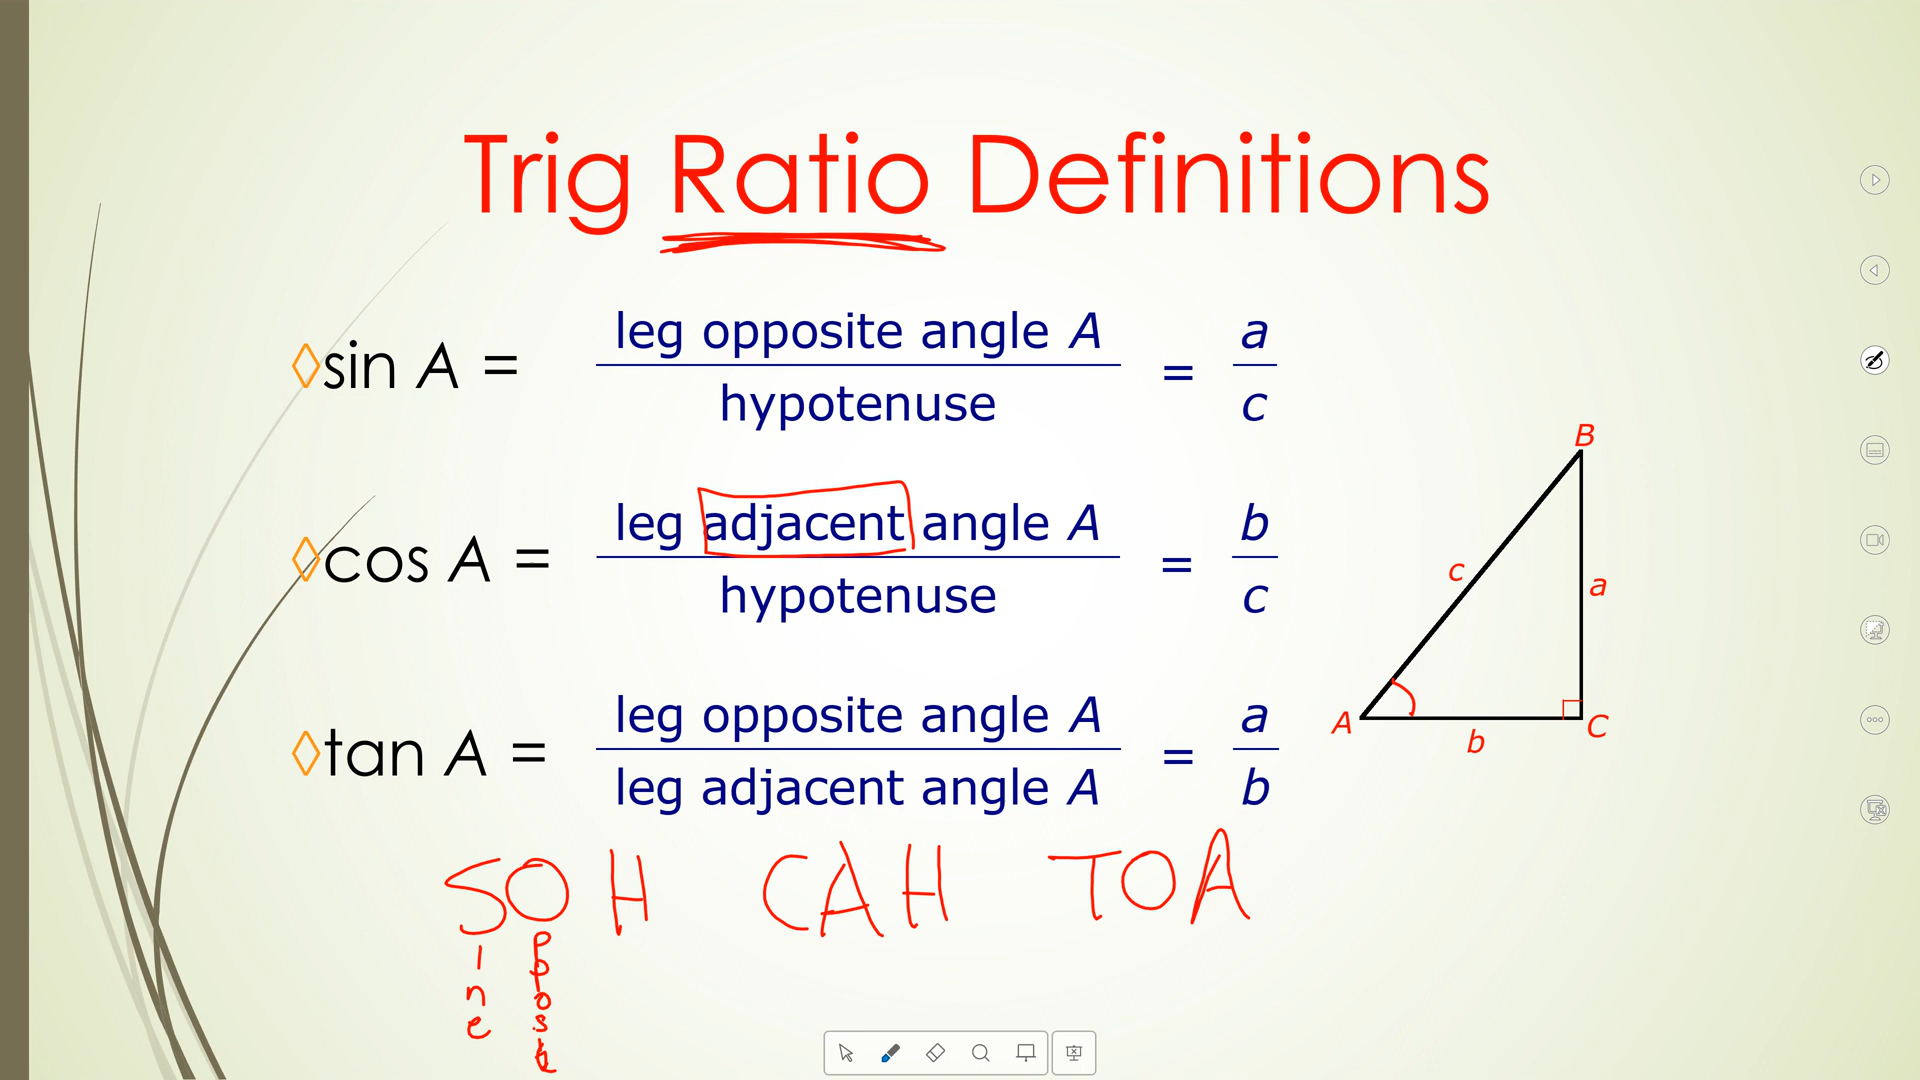 Trig Ratio Definitions
sin A = leg opposite angle A / hypotenuse = a / c
cos A = leg adjacent angle A / hypotenuse = b / c
tan A = leg opposite angle A / leg adjacent angle A = a / b
B
c
a
A
b
C
SOH CAH TOA
ine